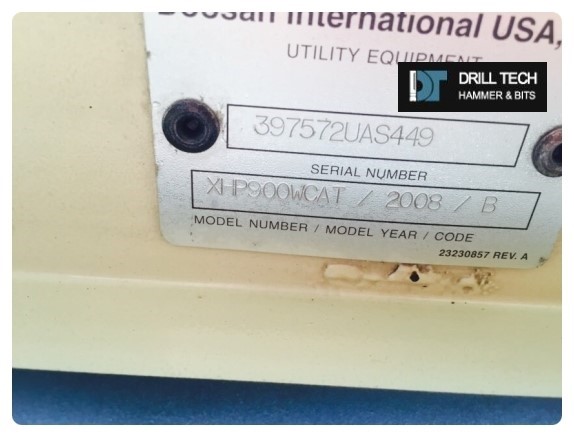 Doosan International USA,
UTILITY EQUIPMENT
DT DRILL TECH
HAMMER & BITS
397572UAS449
SERIAL NUMBER
XHP900WCAT / 2008 / B
MODEL NUMBER / MODEL YEAR / CODE
23230857 REV. A